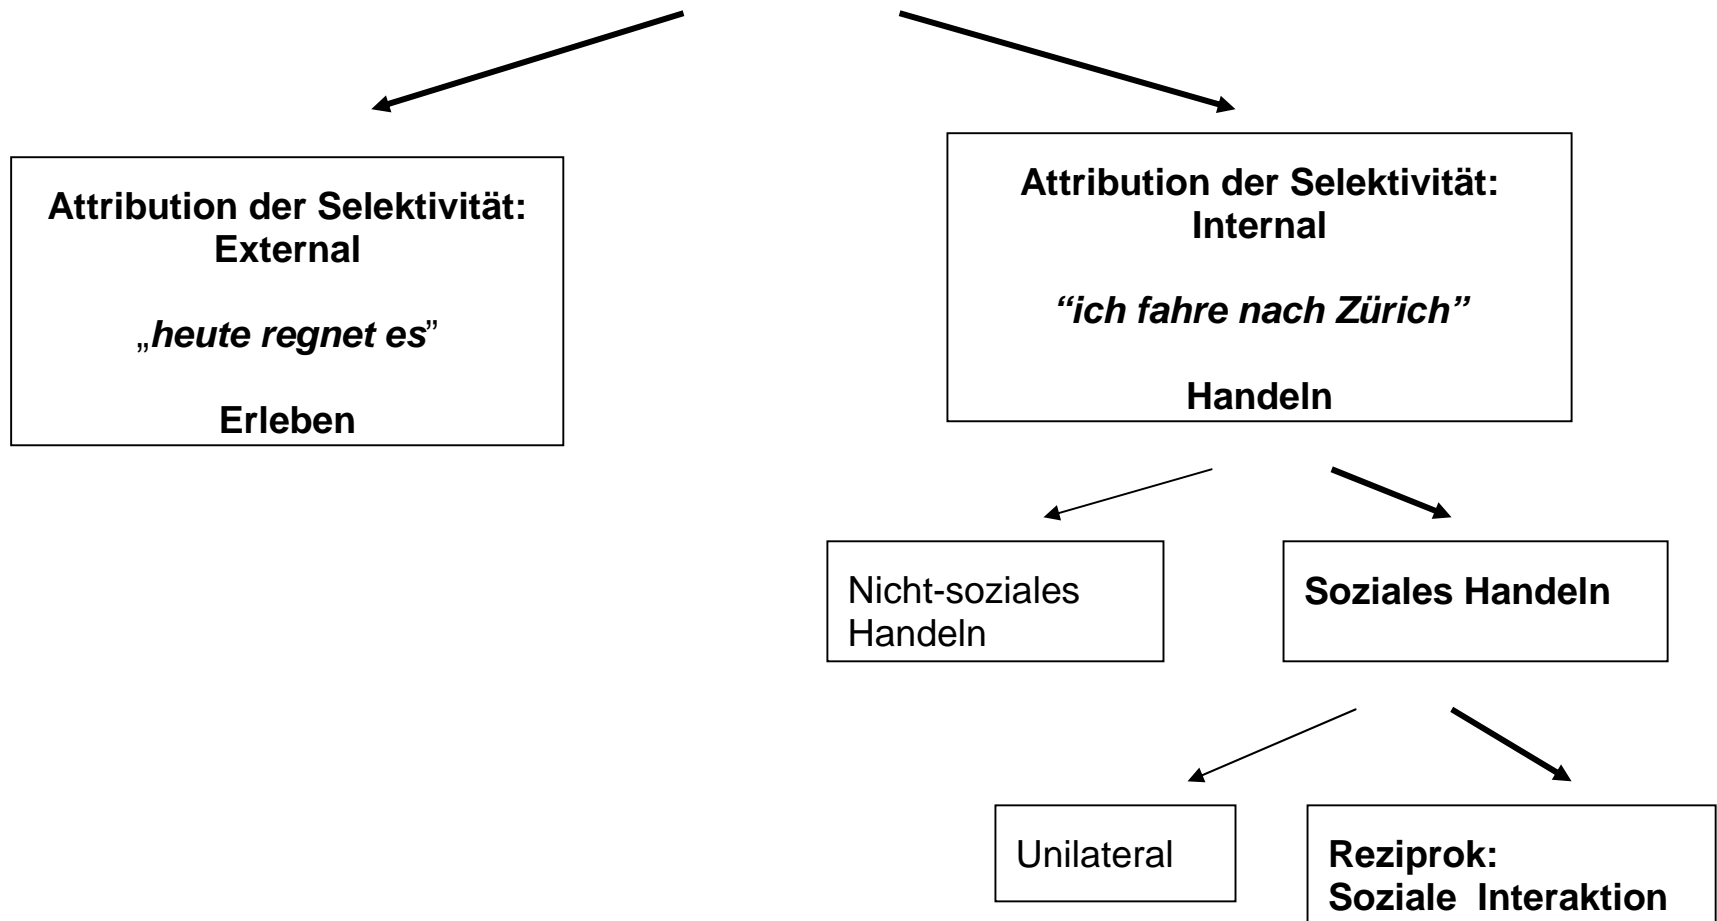 Attribution der Selektivität:
External
„heute regnet es”
Erleben
Attribution der Selektivität:
Internal
“ich fahre nach Zürich”
Handeln
Nicht-soziales
Handeln
Soziales Handeln
Unilateral
Reziprok:
Soziale Interaktion